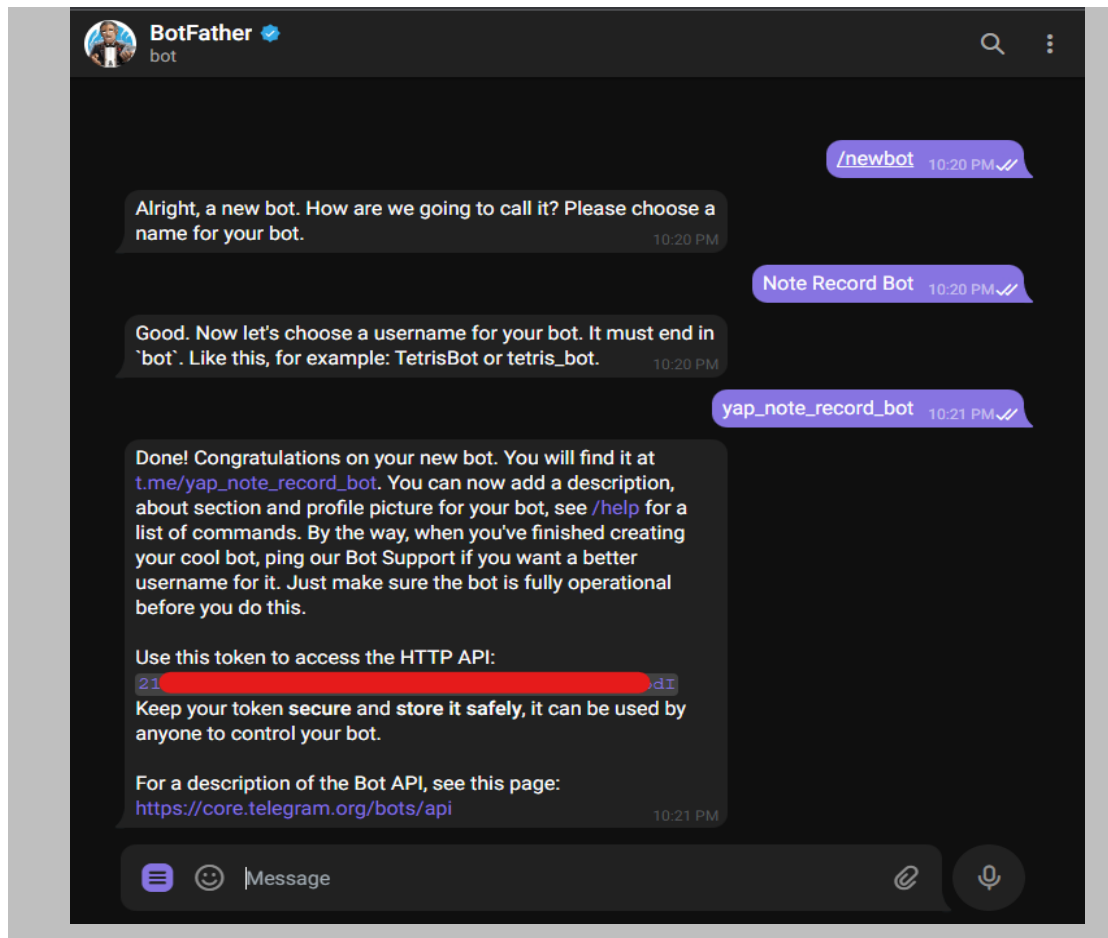 BotFather
bot
/newbot 10:20 PM
Alright, a new bot. How are we going to call it? Please choose a
name for your bot. 10:20 PM
Note Record Bot 10:20 PM
Good. Now let's choose a username for your bot. It must end in
`bot`. Like this, for example: TetrisBot or tetris_bot. 10:20 PM
yap_note_record_bot 10:21 PM
Done! Congratulations on your new bot. You will find it at
t.me/yap_note_record_bot. You can now add a description,
about section and profile picture for your bot, see /help for a
list of commands. By the way, when you've finished creating
your cool bot, ping our Bot Support if you want a better
username for it. Just make sure the bot is fully operational
before you do this.
Use this token to access the HTTP API:
21 dI
Keep your token secure and store it safely, it can be used by
anyone to control your bot.
For a description of the Bot API, see this page:
https://core.telegram.org/bots/api 10:21 PM
Message